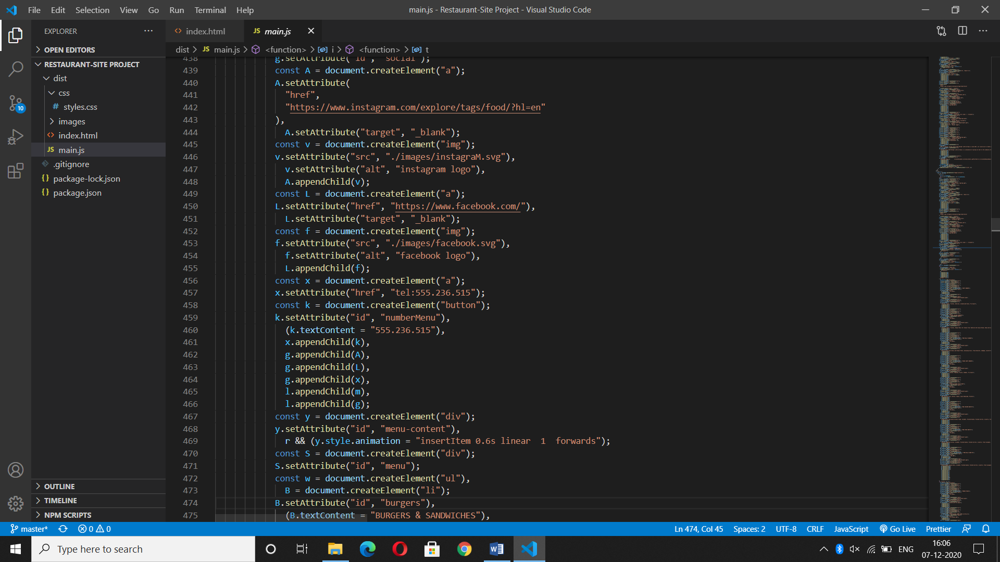 File Edit Selection View Go Run Terminal Help
main.js - Restaurant-Site Project - Visual Studio Code
EXPLORER
index.html
JS main.js
OPEN EDITORS
dist > JS main.js > <function> > i > <function> > t
RESTAURANT-SITE PROJECT
dist
css
# styles.css
images
<> index.html
JS main.js
.gitignore
{} package-lock.json
{} package.json
10
OUTLINE
TIMELINE
NPM SCRIPTS
438 g.setAttribute("id", "social");
439 const A = document.createElement("a");
440 A.setAttribute(
441 "href",
442 "https://www.instagram.com/explore/tags/food/?hl=en"
443 ),
444 A.setAttribute("target", "_blank");
445 const v = document.createElement("img");
446 v.setAttribute("src", "./images/instagraM.svg"),
447 v.setAttribute("alt", "instagram logo"),
448 A.appendChild(v);
449 const L = document.createElement("a");
450 L.setAttribute("href", "https://www.facebook.com/"),
451 L.setAttribute("target", "_blank");
452 const f = document.createElement("img");
453 f.setAttribute("src", "./images/facebook.svg"),
454 f.setAttribute("alt", "facebook logo"),
455 L.appendChild(f);
456 const x = document.createElement("a");
457 x.setAttribute("href", "tel:555.236.515");
458 const k = document.createElement("button");
459 k.setAttribute("id", "numberMenu"),
460 (k.textContent = "555.236.515"),
461 x.appendChild(k),
462 g.appendChild(A),
463 g.appendChild(L),
464 g.appendChild(x),
465 l.appendChild(m),
466 l.appendChild(g);
467 const y = document.createElement("div");
468 y.setAttribute("id", "menu-content"),
469 r && (y.style.animation = "insertItem 0.6s linear  1  forwards");
470 const S = document.createElement("div");
471 S.setAttribute("id", "menu");
472 const w = document.createElement("ul"),
473 B = document.createElement("li");
474 B.setAttribute("id", "burgers"),
475 (B.textContent = "BURGERS & SANDWICHES"),
master* 0 0 Ln 474, Col 45 Spaces: 2 UTF-8 CRLF JavaScript Go Live Prettier
Type here to search
ENG
16:06
07-12-2020